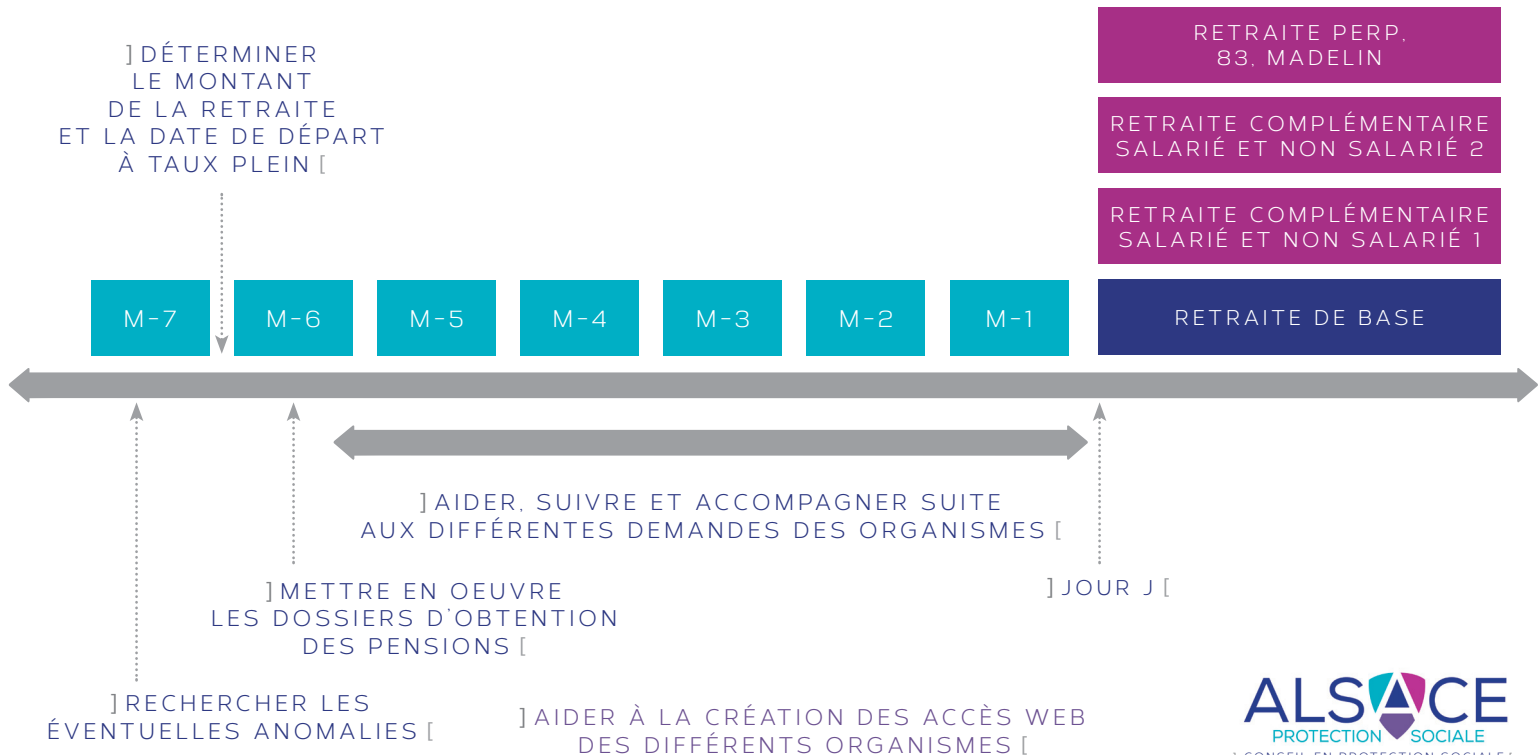 ] DÉTERMINER
LE MONTANT
DE LA RETRAITE
ET LA DATE DE DÉPART
À TAUX PLEIN [
RETRAITE PERP,
83, MADELIN
RETRAITE COMPLÉMENTAIRE
SALARIÉ ET NON SALARIÉ 2
RETRAITE COMPLÉMENTAIRE
SALARIÉ ET NON SALARIÉ 1
M-7
M-6
M-5
M-4
M-3
M-2
M-1
RETRAITE DE BASE
] AIDER, SUIVRE ET ACCOMPAGNER SUITE
AUX DIFFÉRENTES DEMANDES DES ORGANISMES [
] METTRE EN OEUVRE
LES DOSSIERS D'OBTENTION
DES PENSIONS [
] JOUR J [
] RECHERCHER LES
ÉVENTUELLES ANOMALIES [
] AIDER À LA CRÉATION DES ACCÈS WEB
DES DIFFÉRENTS ORGANISMES [
ALSACE
PROTECTION SOCIALE
] CONSEIL EN PROTECTION SOCIALE [